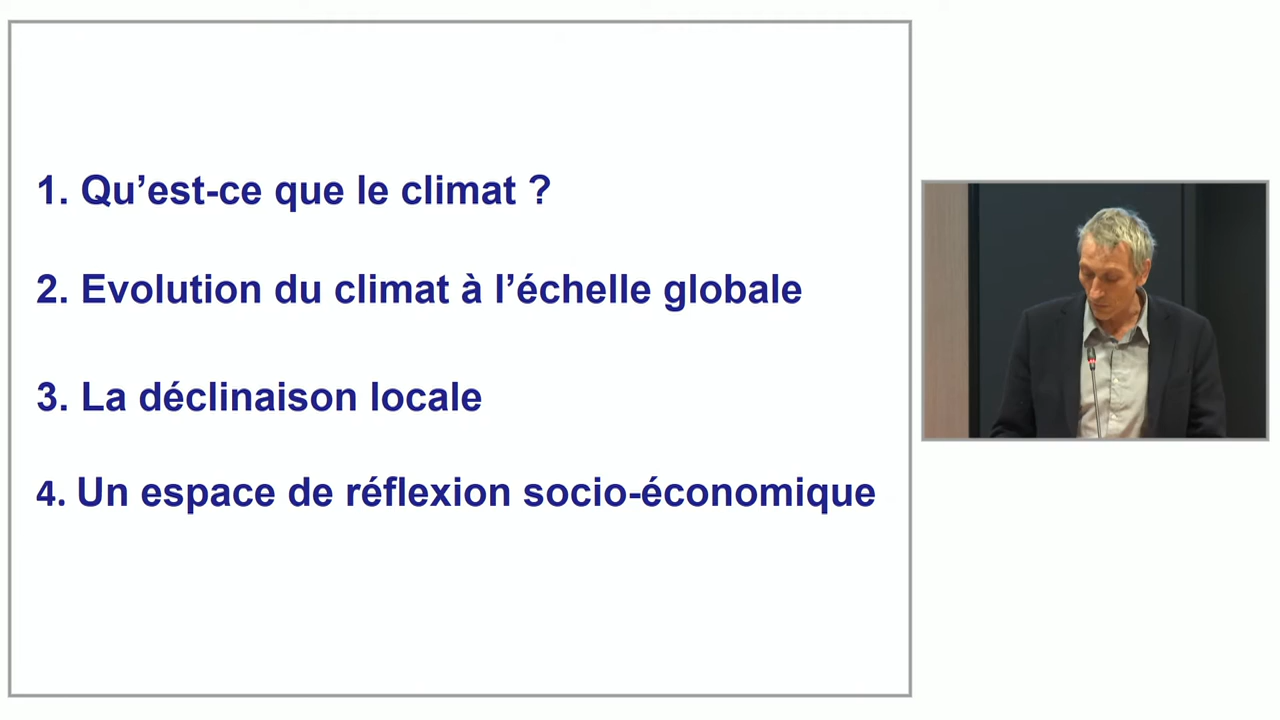 1. Qu’est-ce que le climat ?
2. Evolution du climat à l’échelle globale
3. La déclinaison locale
4. Un espace de réflexion socio-économique